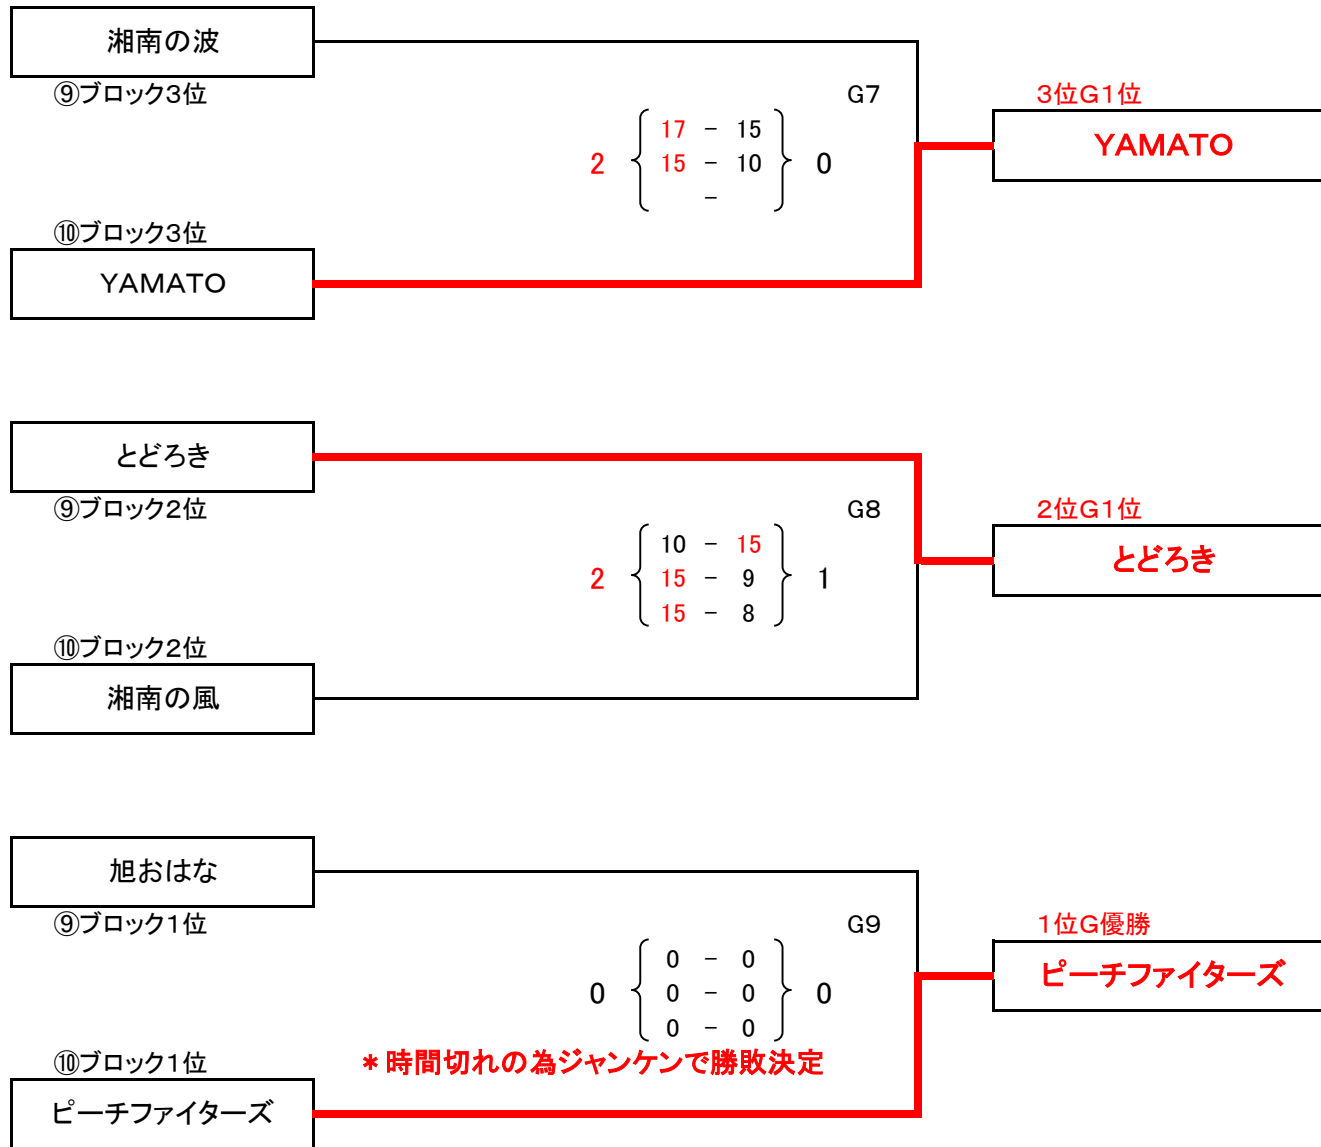 湘南の波
⑨ブロック3位
G7
3位G1位
17 - 15
YAMATO
2 15 - 10 0
-
⑩ブロック3位
YAMATO
とどろき
⑨ブロック2位
G8
2位G1位
10 - 15
とどろき
2 15 - 9 1
15 - 8
⑩ブロック2位
湘南の風
旭おはな
⑨ブロック1位
G9
1位G優勝
0 - 0
ピーチファイターズ
0 0 - 0 0
0 - 0
⑩ブロック1位
*時間切れの為ジャンケンで勝敗決定
ピーチファイターズ